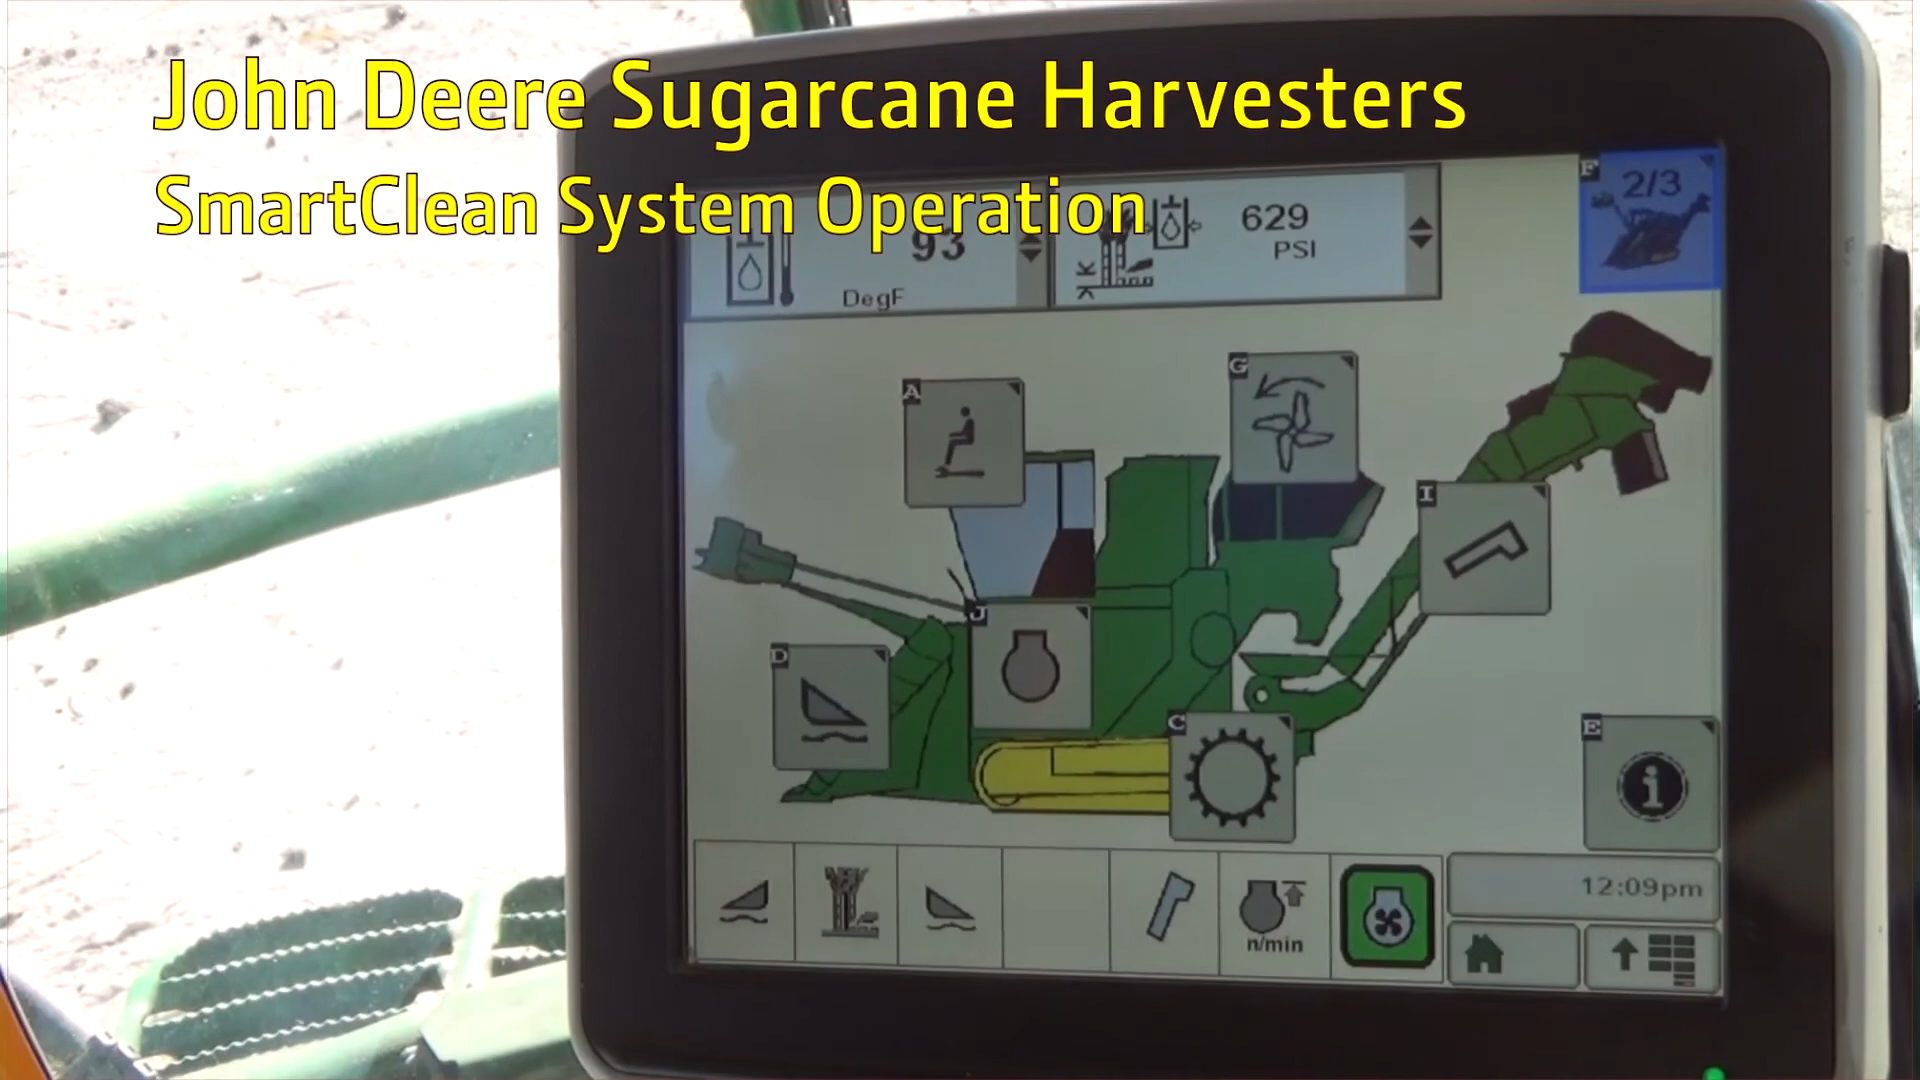 John Deere Sugarcane Harvesters
SmartClean System Operation
93
DegF
629
PSI
F
2/3
A
G
I
J
D
C
E
n/min
12:09pm